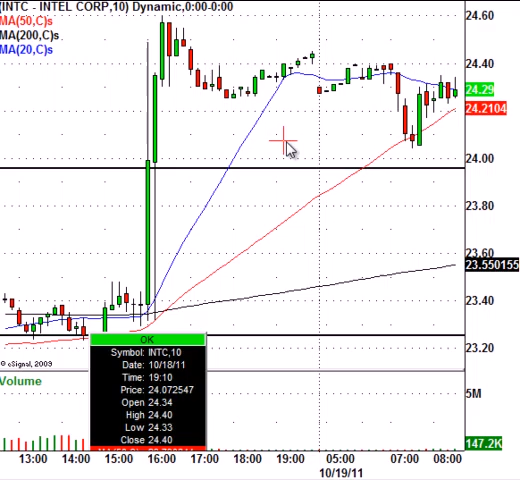 (INTC - INTEL CORP,10) Dynamic,0:00-0:00
MA(50,C)s
MA(200,C)s
MA(20,C)s
24.60
24.40
24.29
24.2104
24.00
23.80
23.60
23.550155
23.40
23.20
© eSignal, 2009
OK
Symbol: INTC,10
Date: 10/18/11
Time: 19:10
Price: 24.072547
Open 24.34
High 24.40
Low 24.33
Close 24.40
Volume
5M
147.2K
13:00 14:00 15:00 16:00 17:00 18:00 19:00 05:00 07:00 08:00
10/19/11